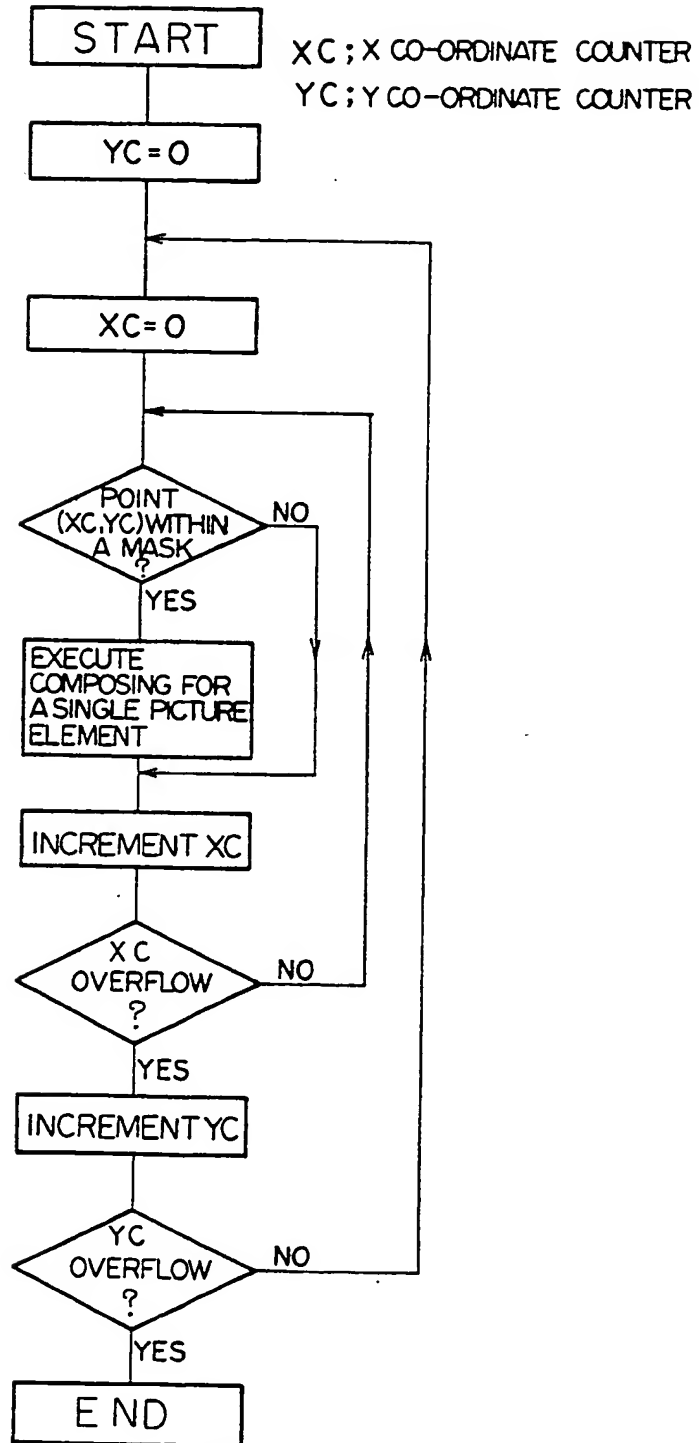 START
XC; X CO-ORDINATE COUNTER
YC; Y CO-ORDINATE COUNTER
YC=0
XC=0
POINT
(XC,YC) WITHIN
A MASK
?
NO
YES
EXECUTE
COMPOSING FOR
A SINGLE PICTURE
ELEMENT
INCREMENT XC
XC
OVERFLOW
?
NO
YES
INCREMENT YC
YC
OVERFLOW
?
NO
YES
END